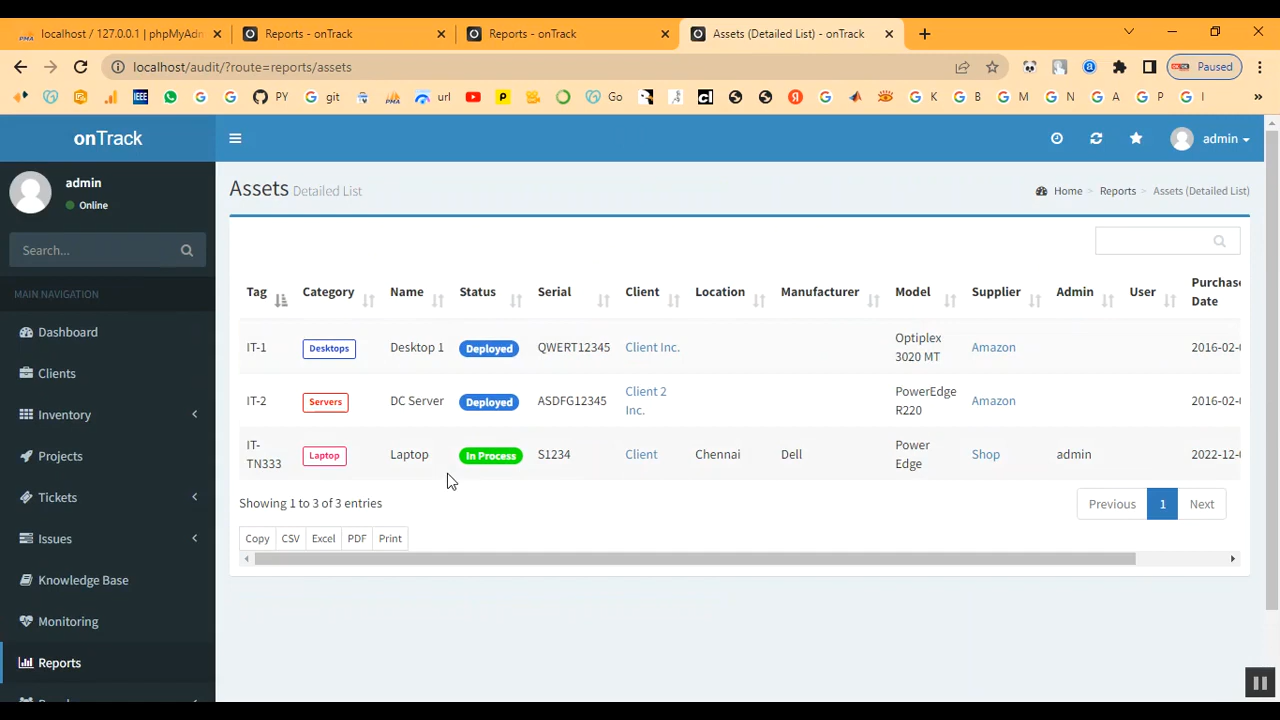 localhost / 127.0.0.1 | phpMyAdn
Reports - onTrack
Reports - onTrack
Assets (Detailed List) - onTrack
localhost/audit/?route=reports/assets
Paused
IEEE
PY
git
PMA
url
Go
K
B
M
N
A
P
I
onTrack
admin
admin
Online
Search...
MAIN NAVIGATION
Dashboard
Clients
Inventory
Projects
Tickets
Issues
Knowledge Base
Monitoring
Reports
Assets Detailed List
Home > Reports > Assets (Detailed List)
Tag Category Name Status Serial Client Location Manufacturer Model Supplier Admin User Purchase
Date
IT-1 Desktops Desktop 1 Deployed QWERT12345 Client Inc. Optiplex 3020 MT Amazon 2016-02-
IT-2 Servers DC Server Deployed ASDFG12345 Client 2 Inc. PowerEdge R220 Amazon 2016-02-
IT-TN333 Laptop Laptop In Process S1234 Client Chennai Dell Power Edge Shop admin 2022-12-
Showing 1 to 3 of 3 entries
Previous 1 Next
Copy CSV Excel PDF Print